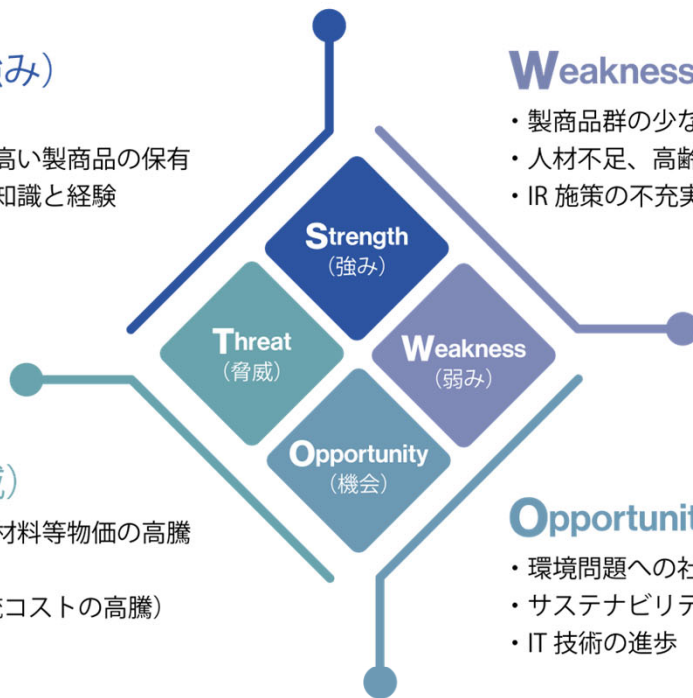 み）
高い製商品の保有
知識と経験
Weakness
・製商品群の少な
・人材不足、高齢
・IR 施策の不充実
Strength
（強み）
Threat
（脅威）
Weakness
（弱み）
Opportunity
（機会）
）
材料等物価の高騰
コストの高騰）
Opportunit
・環境問題への社
・サステナビリテ
・IT 技術の進歩